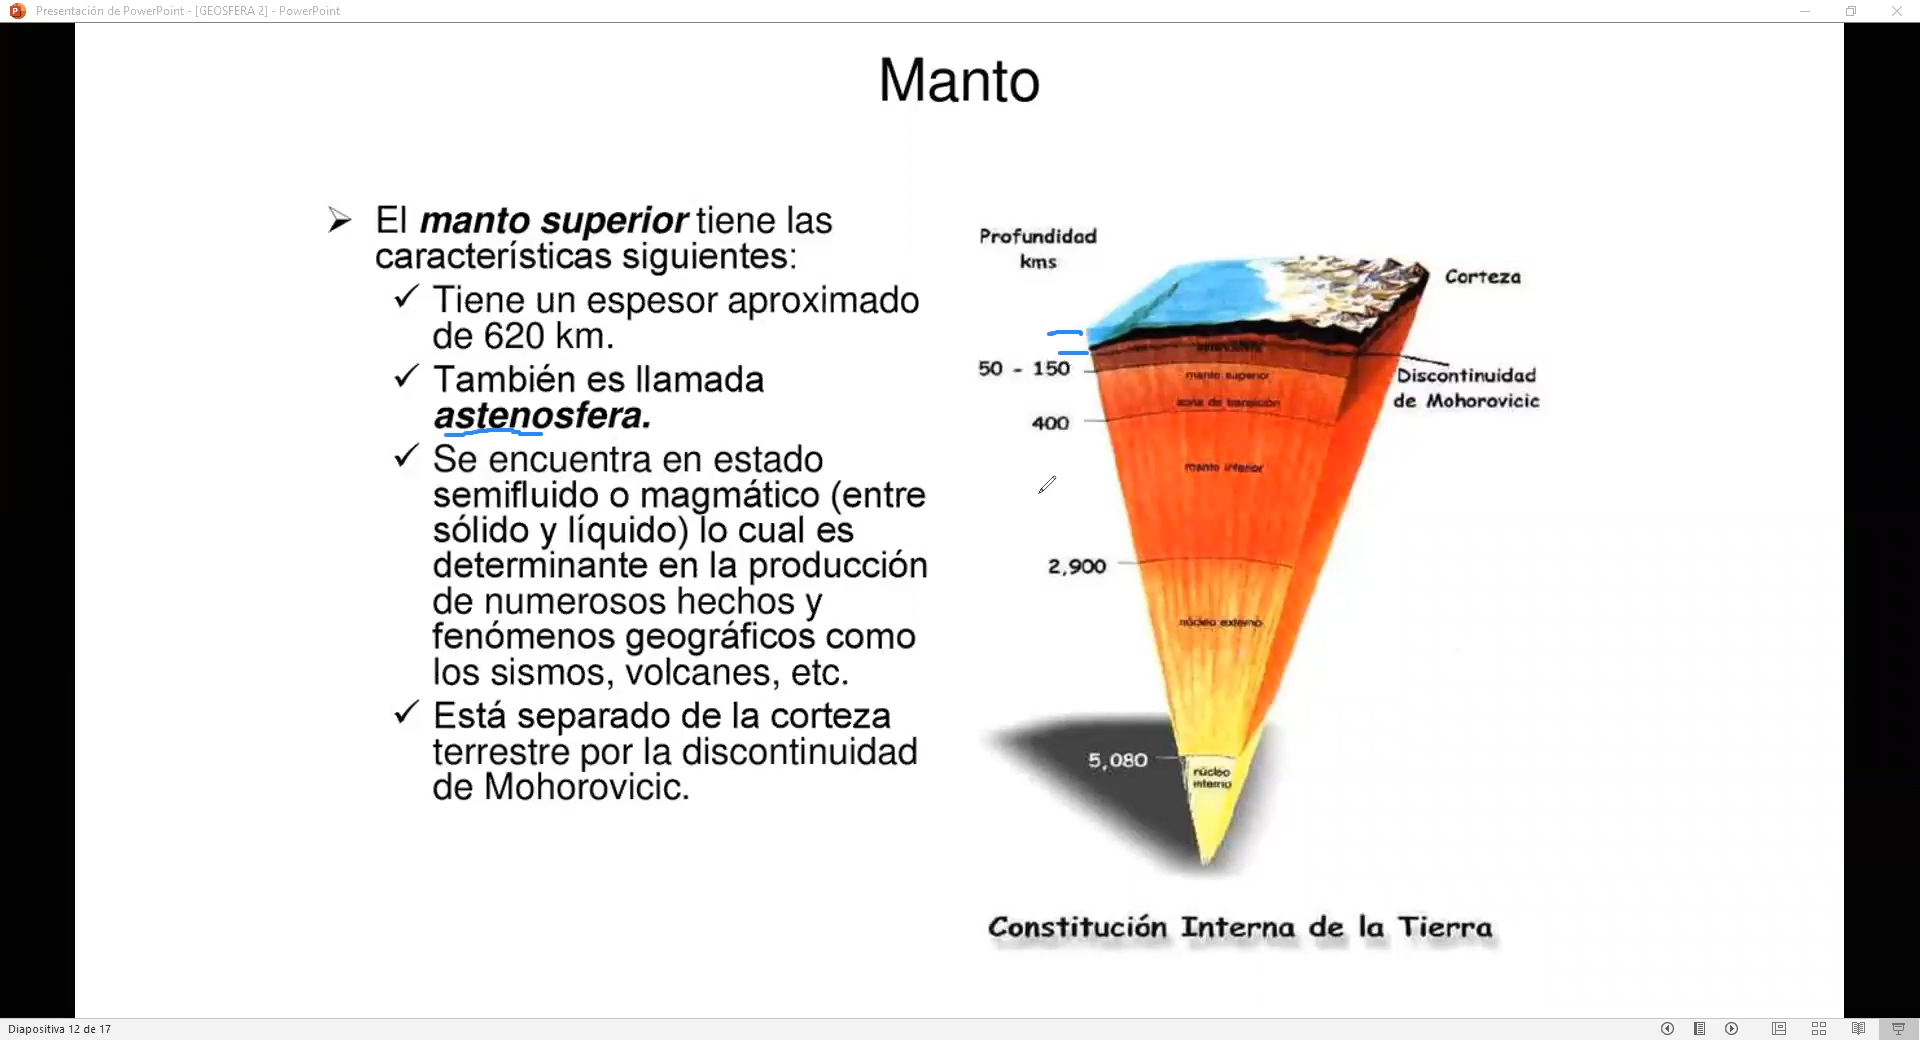 Presentación de PowerPoint - [GEOSFERA 2] - PowerPoint
Manto
El manto superior tiene las
características siguientes:
Tiene un espesor aproximado
de 620 km.
También es llamada
astenosfera.
Se encuentra en estado
semifluido o magmático (entre
sólido y líquido) lo cual es
determinante en la producción
de numerosos hechos y
fenómenos geográficos como
los sismos, volcanes, etc.
Está separado de la corteza
terrestre por la discontinuidad
de Mohorovicic.
Profundidad
kms
Corteza
50 - 150
manto superior
Discontinuidad
de Mohorovicic
zona de transición
400
manto inferior
2,900
núcleo externo
5,080
núcleo
interno
Constitución Interna de la Tierra
Diapositiva 12 de 17